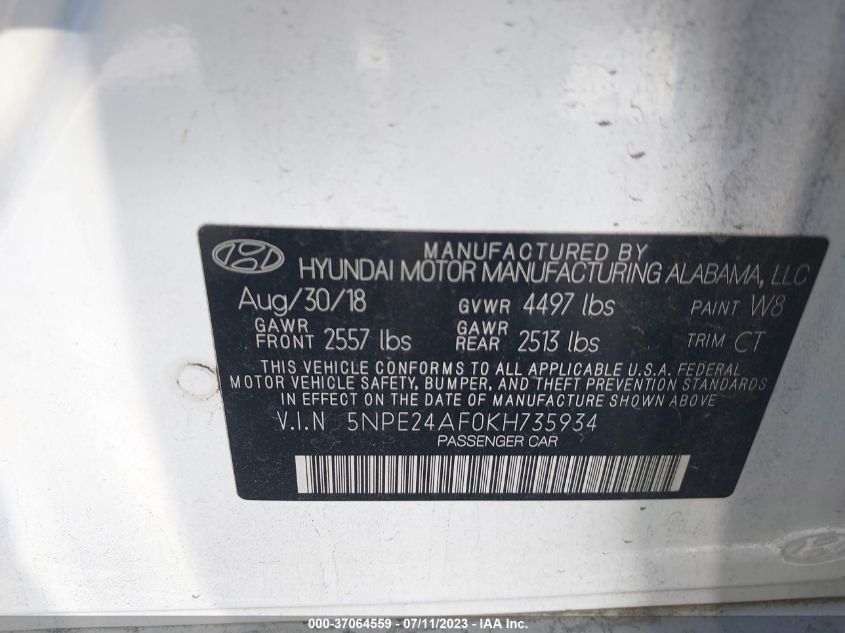 MANUFACTURED BY
HYUNDAI MOTOR MANUFACTURING ALABAMA, LLC
Aug/30/18 GVWR 4497 lbs PAINT W8
GAWR FRONT 2557 lbs GAWR REAR 2513 lbs TRIM CT
THIS VEHICLE CONFORMS TO ALL APPLICABLE U.S.A. FEDERAL
MOTOR VEHICLE SAFETY, BUMPER, AND THEFT PREVENTION STANDARDS
IN EFFECT ON THE DATE OF MANUFACTURE SHOWN ABOVE
V.I.N 5NPE24AF0KH735934
PASSENGER CAR
000-37064559 - 07/11/2023 - IAA Inc.